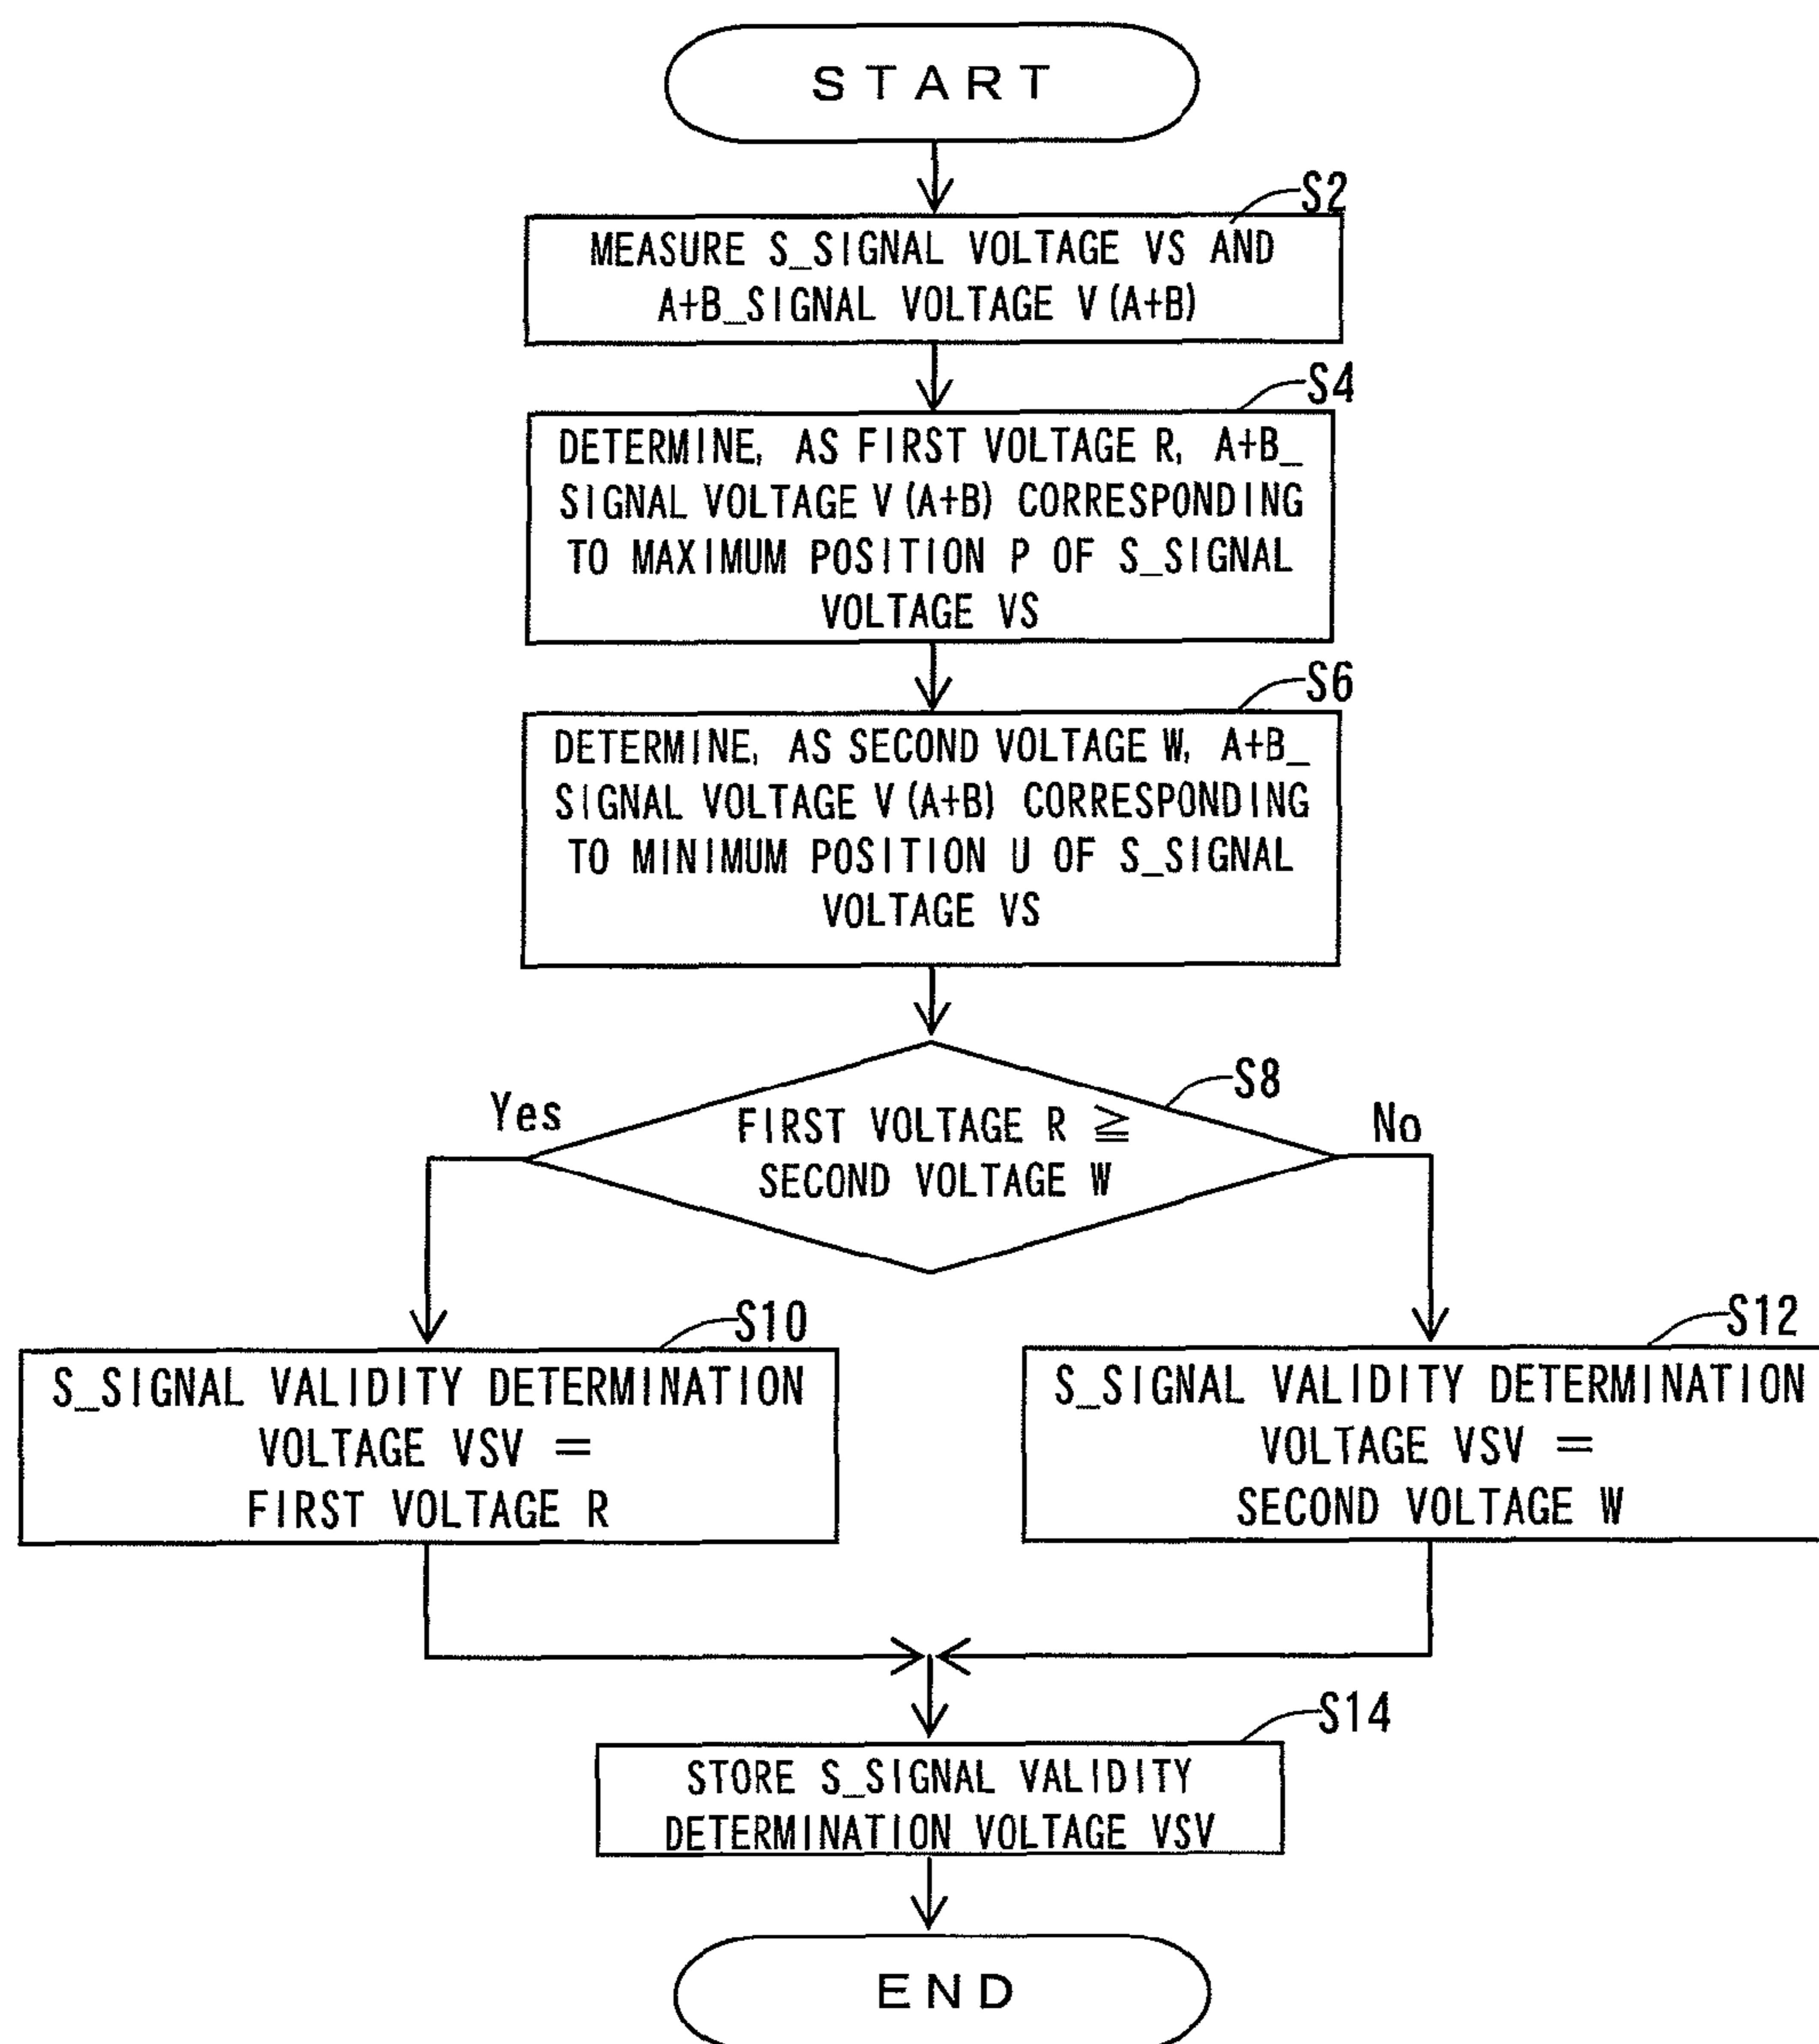 START
S2
MEASURE S_SIGNAL VOLTAGE VS AND
A+B_SIGNAL VOLTAGE V(A+B)
S4
DETERMINE, AS FIRST VOLTAGE R, A+B_
SIGNAL VOLTAGE V(A+B) CORRESPONDING
TO MAXIMUM POSITION P OF S_SIGNAL
VOLTAGE VS
S6
DETERMINE, AS SECOND VOLTAGE W, A+B_
SIGNAL VOLTAGE V(A+B) CORRESPONDING
TO MINIMUM POSITION U OF S_SIGNAL
VOLTAGE VS
S8
Yes
FIRST VOLTAGE R ≧
SECOND VOLTAGE W
No
S10
S_SIGNAL VALIDITY DETERMINATION
VOLTAGE VSV =
FIRST VOLTAGE R
S12
S_SIGNAL VALIDITY DETERMINATION
VOLTAGE VSV =
SECOND VOLTAGE W
S14
STORE S_SIGNAL VALIDITY
DETERMINATION VOLTAGE VSV
END